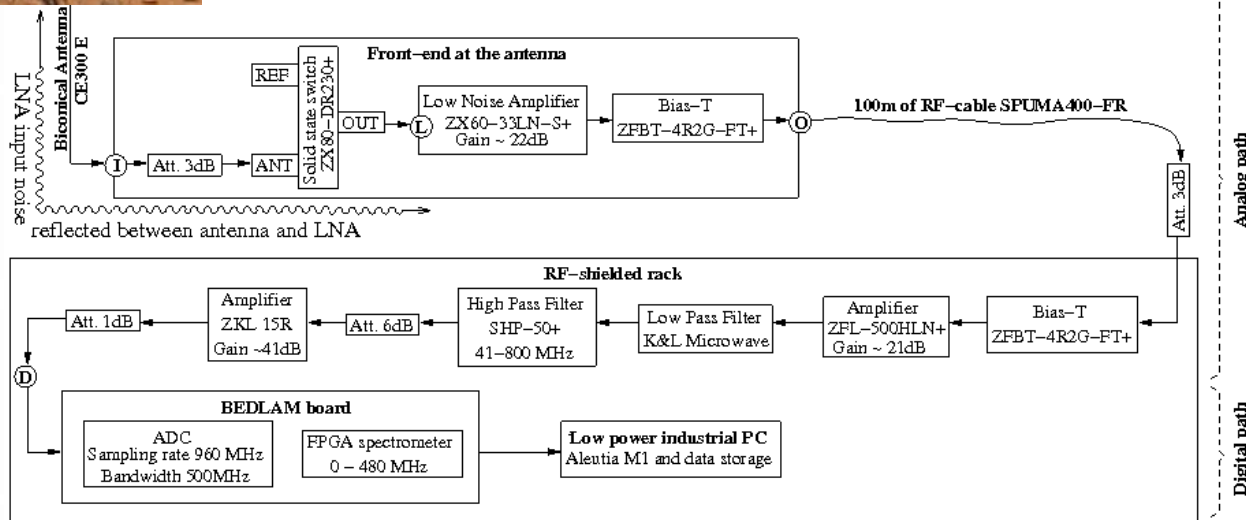 Biconical Antenna
CE300 E
LNA input noise
Front-end at the antenna
REF
Solid state switch
ZX80-DR230+
OUT
L
Low Noise Amplifier
ZX60-33LN-S+
Gain ~ 22dB
Bias-T
ZFBT-4R2G-FT+
O
100m of RF-cable SPUMA400-FR
I
Att. 3dB
ANT
reflected between antenna and LNA
Att. 3dB
Analog path
RF-shielded rack
Att. 1dB
Amplifier
ZKL 15R
Gain ~41dB
Att. 6dB
High Pass Filter
SHP-50+
41-800 MHz
Low Pass Filter
K&L Microwave
Amplifier
ZFL-500HLN+
Gain ~ 21dB
Bias-T
ZFBT-4R2G-FT+
D
BEDLAM board
ADC
Sampling rate 960 MHz
Bandwidth 500MHz
FPGA spectrometer
0 - 480 MHz
Low power industrial PC
Aleutia M1 and data storage
Digital path